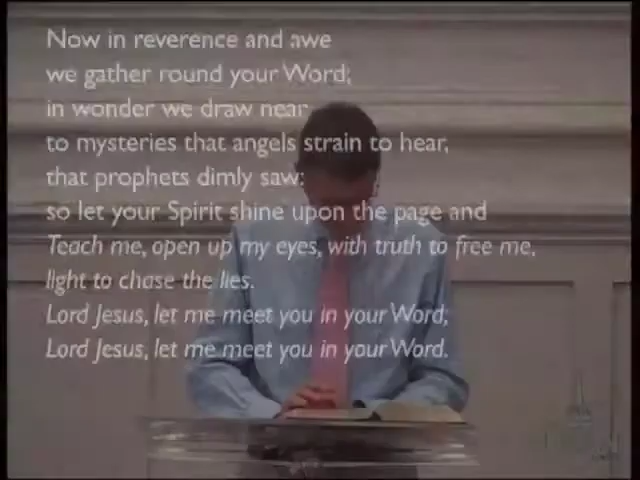 Now in reverence and awe
we gather round your Word;
in wonder we draw near
to mysteries that angels strain to hear,
that prophets dimly saw:
so let your Spirit shine upon the page and
Teach me, open up my eyes, with truth to free me,
light to chase the lies.
Lord Jesus, let me meet you in your Word;
Lord Jesus, let me meet you in your Word.